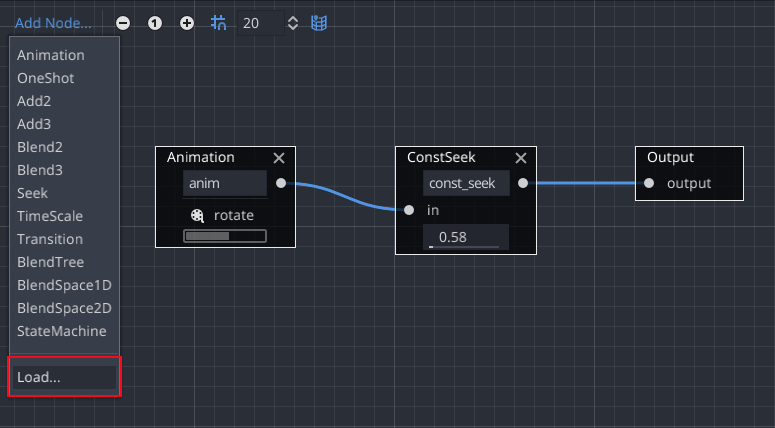 Add Node...
1
20
Animation
OneShot
Add2
Add3
Blend2
Blend3
Seek
TimeScale
Transition
BlendTree
BlendSpace1D
BlendSpace2D
StateMachine
Load...
Animation
anim
rotate
ConstSeek
const_seek
in
0.58
Output
output